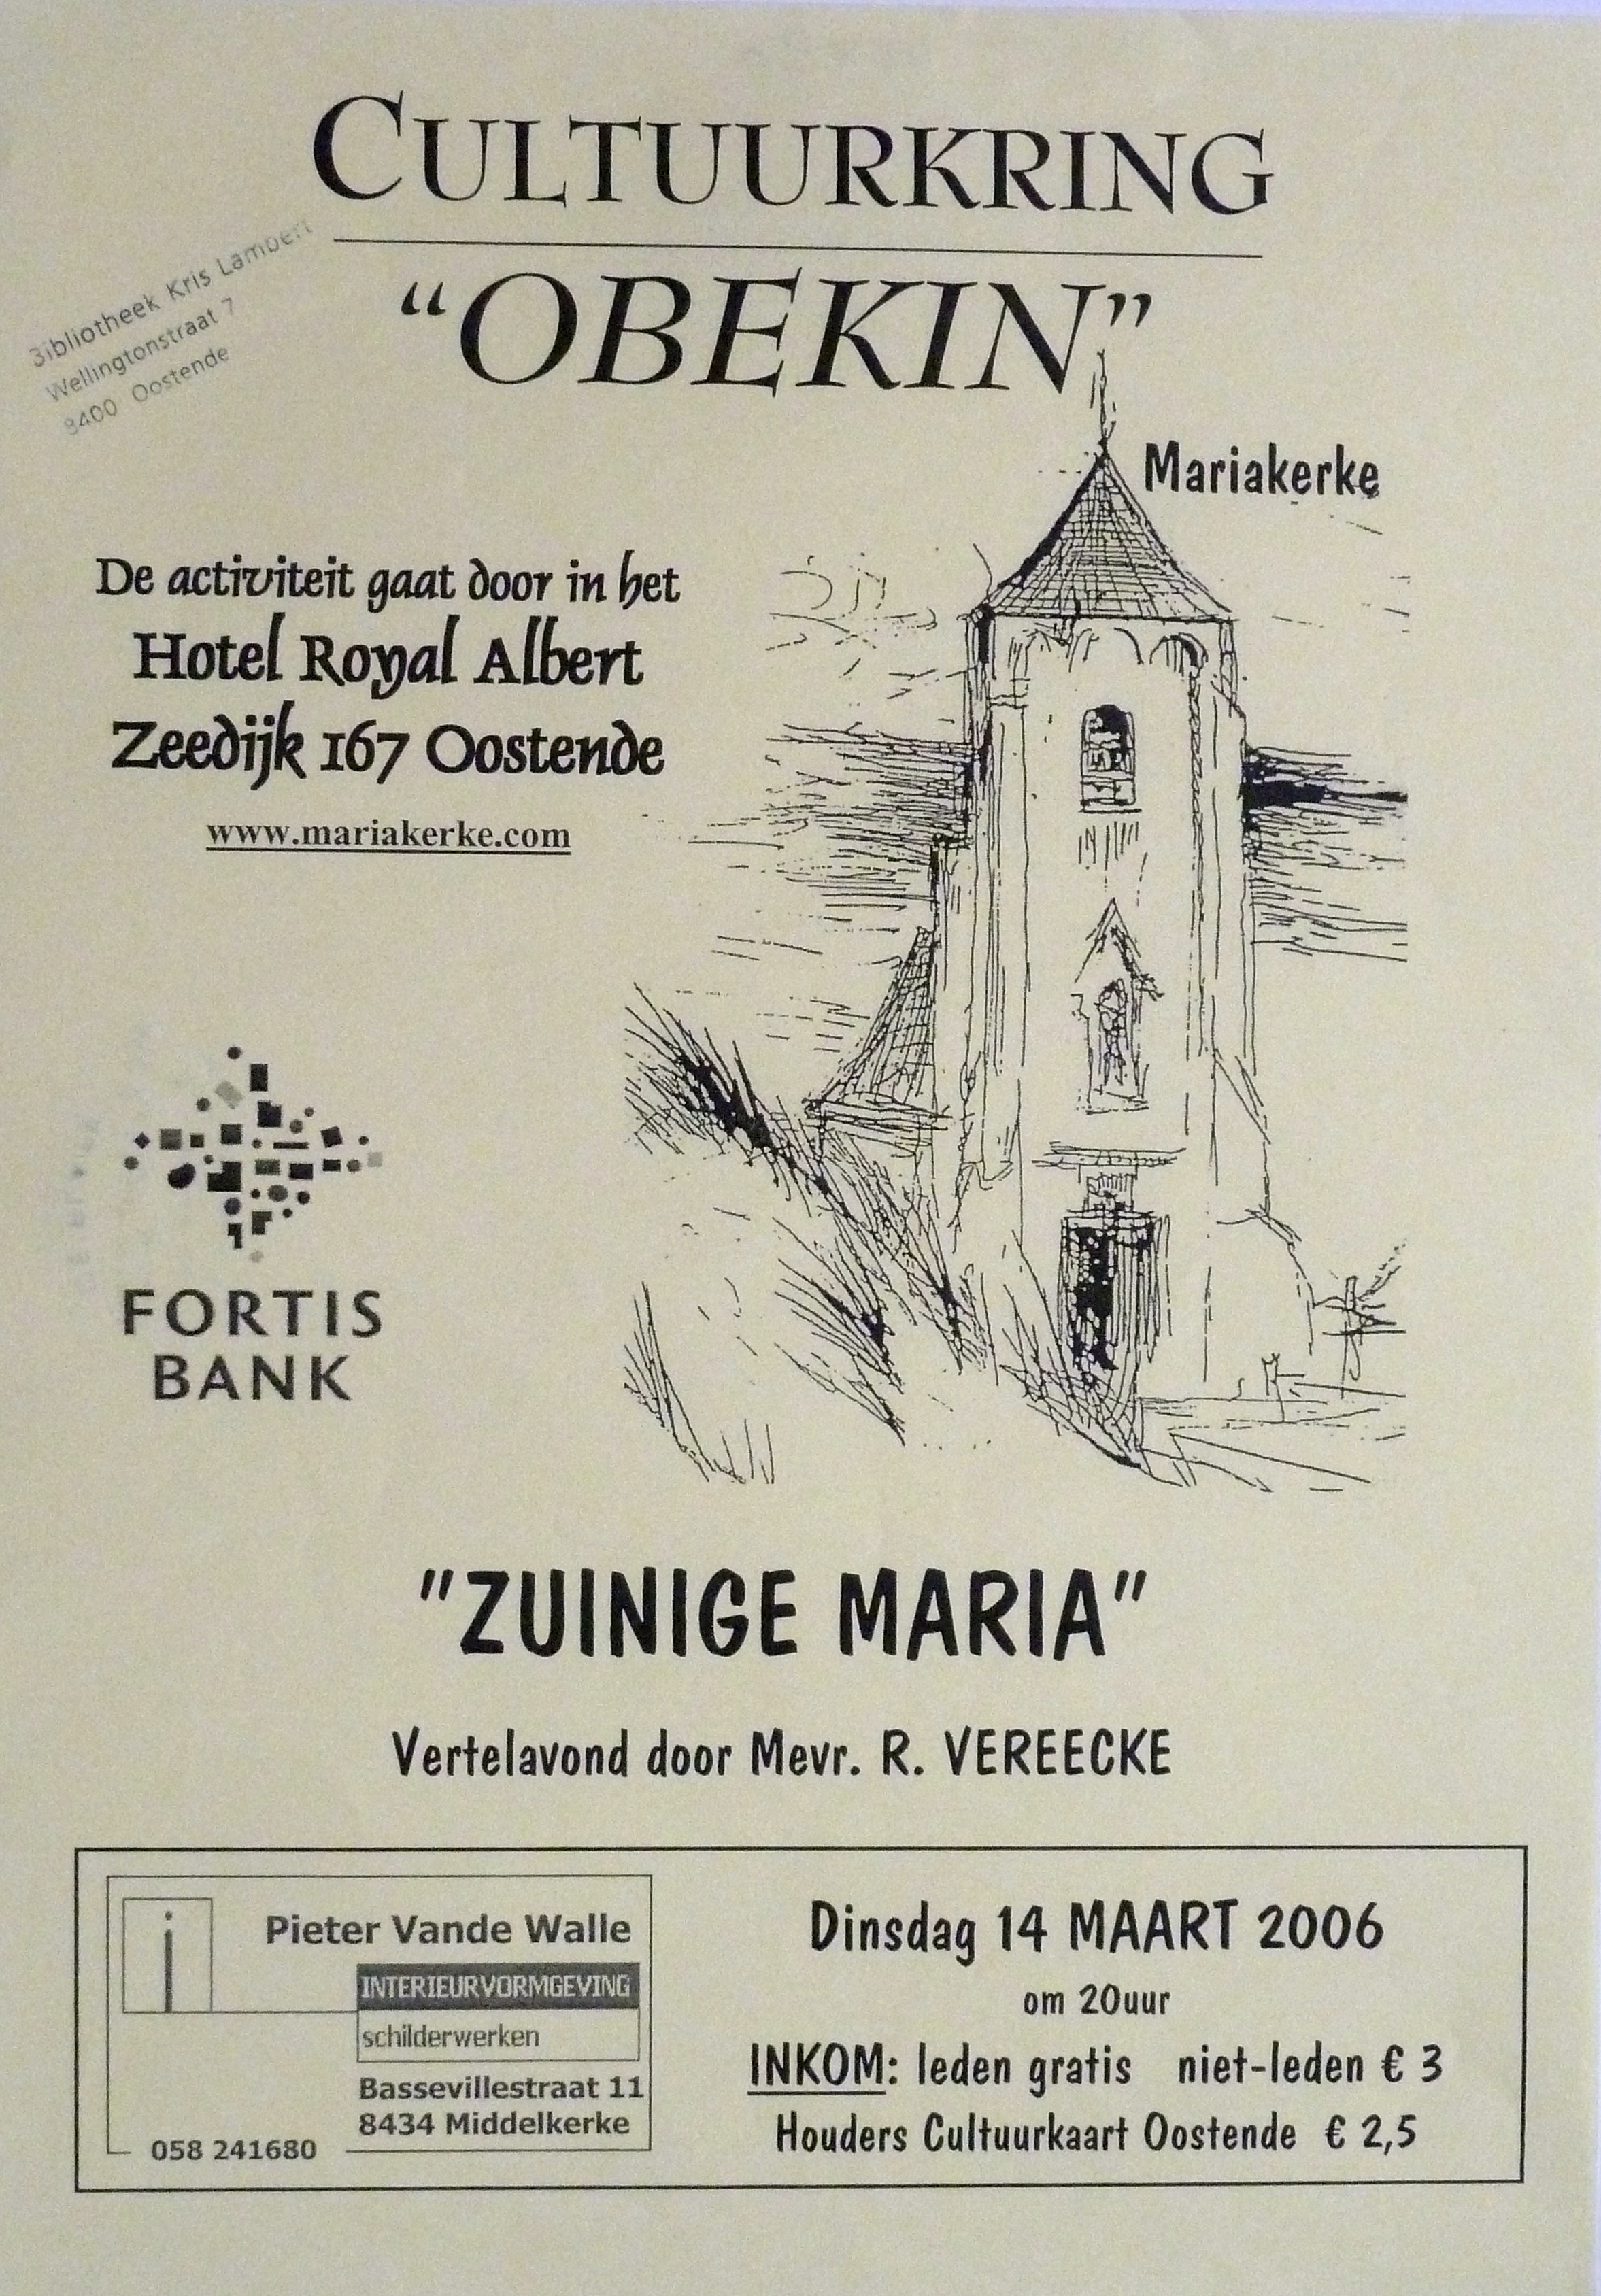 CULTUURKRING
"OBEKIN"
Bibliotheek Kris Lambert
Wellingtonstraat 7
8400 Oostende
Mariakerke
De activiteit gaat door in het
Hotel Royal Albert
Zeedijk 167 Oostende
www.mariakerke.com
FORTIS
BANK
"ZUINIGE MARIA"
Vertelavond door Mevr. R. VEREECKE
i
Pieter Vande Walle
INTERIEURVORMGEVING
schilderwerken
Bassevillestraat 11
8434 Middelkerke
058 241680
Dinsdag 14 MAART 2006
om 20uur
INKOM: leden gratis niet-leden € 3
Houders Cultuurkaart Oostende € 2,5